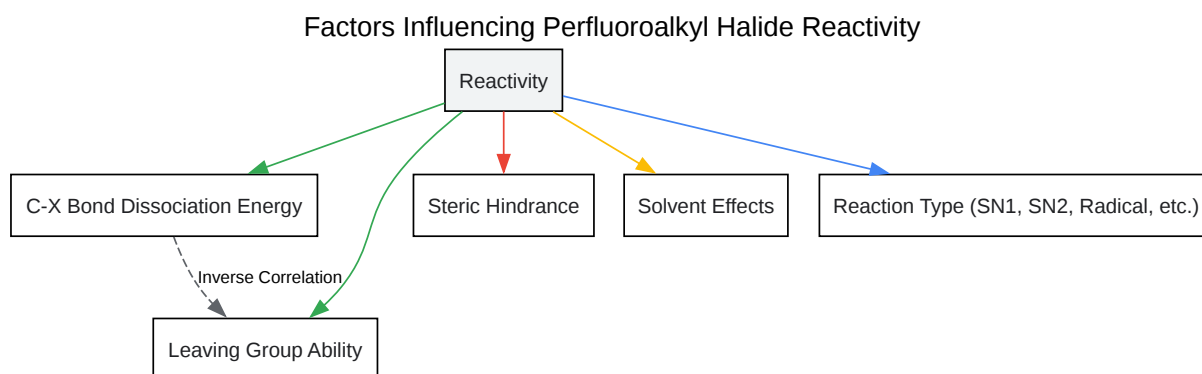 Factors Influencing Perfluoroalkyl Halide Reactivity
Reactivity
C-X Bond Dissociation Energy
Steric Hindrance
Solvent Effects
Reaction Type (SN1, SN2, Radical, etc.)
Inverse Correlation
Leaving Group Ability